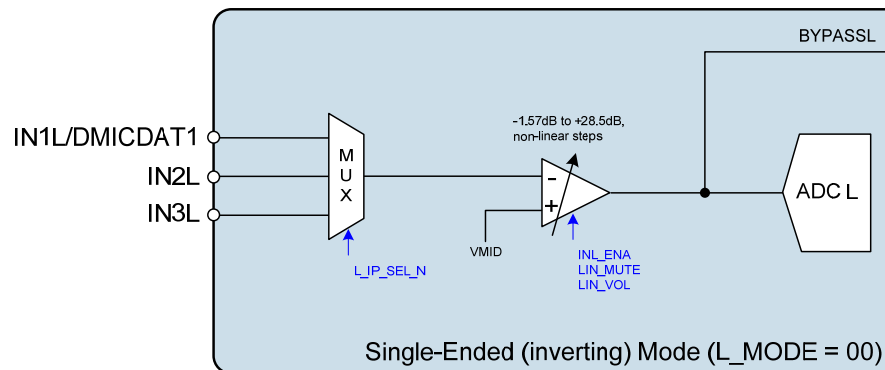 BYPASSL
-1.57dB to +28.5dB,
non-linear steps
IN1L/DMICDAT1
IN2L
IN3L
MUX
-
+
ADC L
VMID
L_IP_SEL_N
INL_ENA
LIN_MUTE
LIN_VOL
Single-Ended (inverting) Mode (L_MODE = 00)